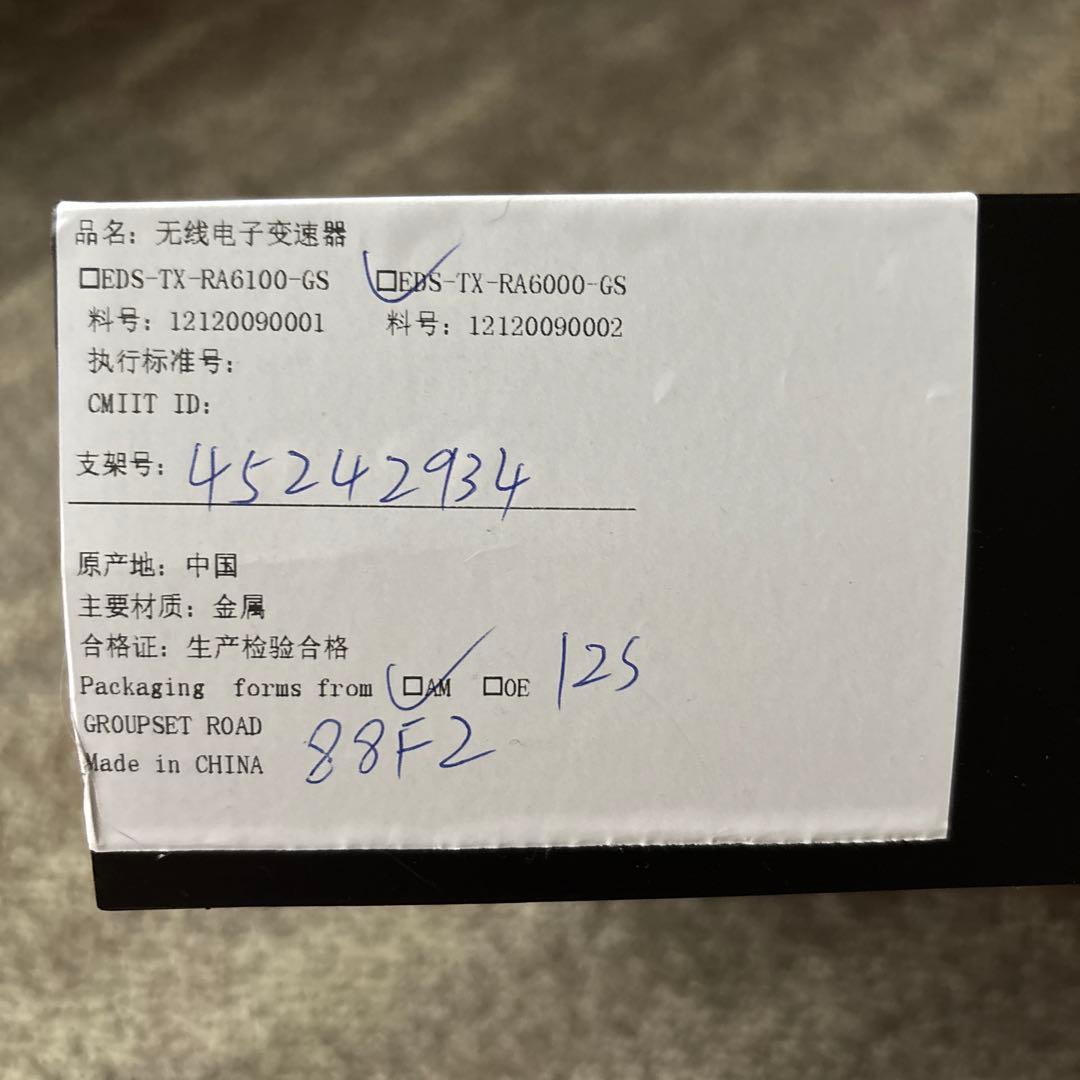 品名：无线电子变速器
□EDS-TX-RA6100-GS □EDS-TX-RA6000-GS
料号：12120090001 料号：12120090002
执行标准号：
CMIIT ID：
支架号：45242934
原产地：中国
主要材质：金属
合格证：生产检验合格
Packaging forms from □AM □OE 12S
GROUPSET ROAD 88F2
Made in CHINA